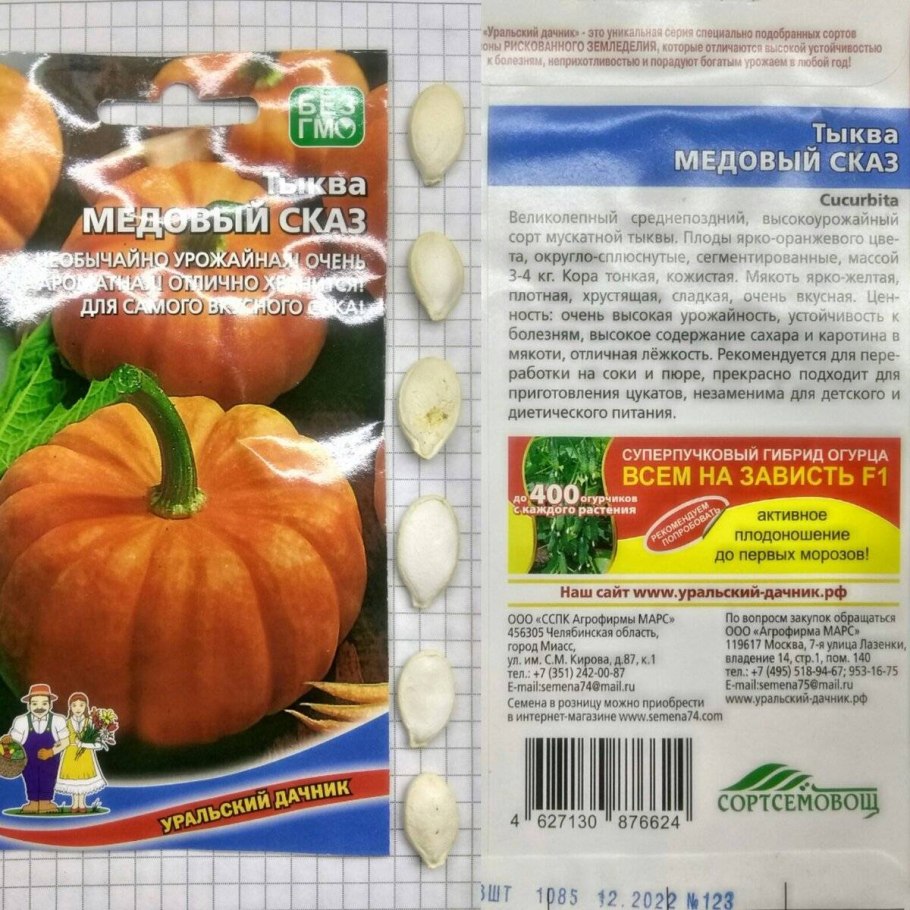 БЕЗ
ГМО
Тыква
МЕДОВЫЙ СКАЗ
НЕОБЫЧАЙНО УРОЖАЙНАЯ! ОЧЕНЬ
АРОМАТНАЯ! ОТЛИЧНО ХРАНИТСЯ!
ДЛЯ САМОГО ВКУСНОГО СОКА!
УРАЛЬСКИЙ ДАЧНИК
«Уральский дачник» - это уникальная серия специально подобранных сортов
РИСКОВАННОГО ЗЕМЛЕДЕЛИЯ, которые отличаются высокой устойчивостью
к болезням, неприхотливостью и порадуют богатым урожаем в любой год!
Тыква
МЕДОВЫЙ СКАЗ
Cucurbita
Великолепный среднепоздний, высокоурожайный
сорт мускатной тыквы. Плоды ярко-оранжевого цве-
та, округло-сплюснутые, сегментированные, массой
3-4 кг. Кора тонкая, кожистая. Мякоть ярко-желтая,
плотная, хрустящая, сладкая, очень вкусная. Цен-
ность: очень высокая урожайность, устойчивость к
болезням, высокое содержание сахара и каротина в
мякоти, отличная лёжкость. Рекомендуется для пере-
работки на соки и пюре, прекрасно подходит для
приготовления цукатов, незаменима для детского и
диетического питания.
СУПЕРПУЧКОВЫЙ ГИБРИД ОГУРЦА
ВСЕМ НА ЗАВИСТЬ F1
до 400 огурчиков
с каждого растения
РЕКОМЕНДУЕМ
ПОПРОБОВАТЬ
активное
плодоношение
до первых морозов!
Наш сайт www.уральский-дачник.рф
ООО «ССПК Агрофирмы МАРС»
456305 Челябинская область,
город Миасс,
ул. им. С.М. Кирова, д.87, к.1
тел.: +7 (351) 242-00-87
E-mail:semena74@mail.ru
Семена в розницу можно приобрести
в интернет-магазине www.semena74.com
По вопросам закупок обращаться
ООО «Агрофирма МАРС»
119617 Москва, 7-я улица Лазенки,
владение 14, стр.1, пом. 140
тел.: +7 (495) 518-94-67; 953-16-75
E-mail:semena75@mail.ru
www.уральский-дачник.рф
4 627130 876624
СОРТСЕМОВОЩ
ШТ 1085 12.2022 №123